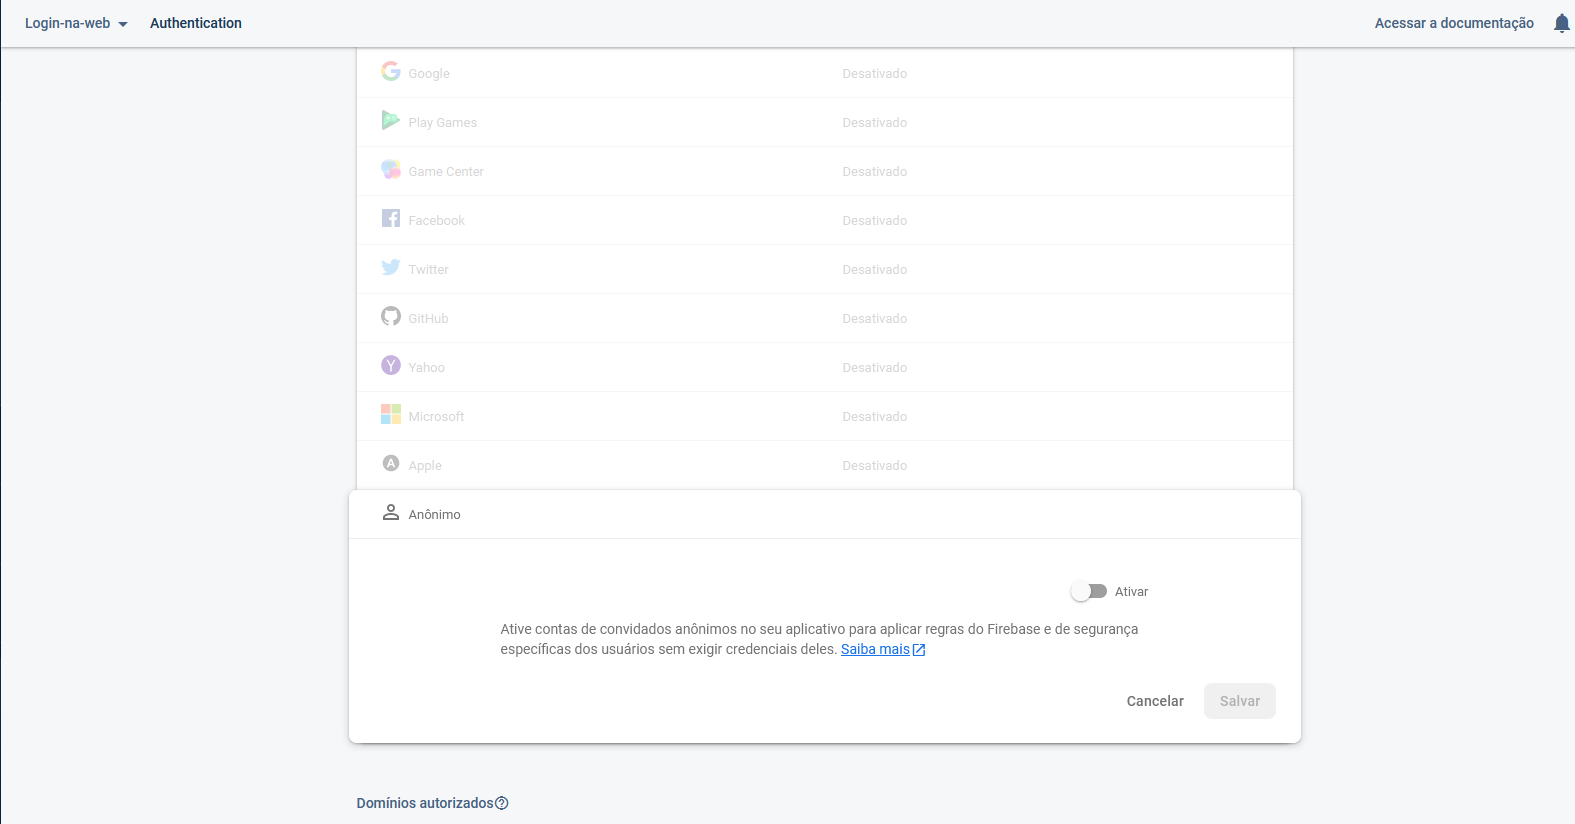 Login-na-web Authentication Acessar a documentação
Google Desativado
Play Games Desativado
Game Center Desativado
Facebook Desativado
Twitter Desativado
GitHub Desativado
Yahoo Desativado
Microsoft Desativado
Apple Desativado
Anônimo
Ativar
Ative contas de convidados anônimos no seu aplicativo para aplicar regras do Firebase e de segurança
específicas dos usuários sem exigir credenciais deles. Saiba mais
Cancelar Salvar
Domínios autorizados